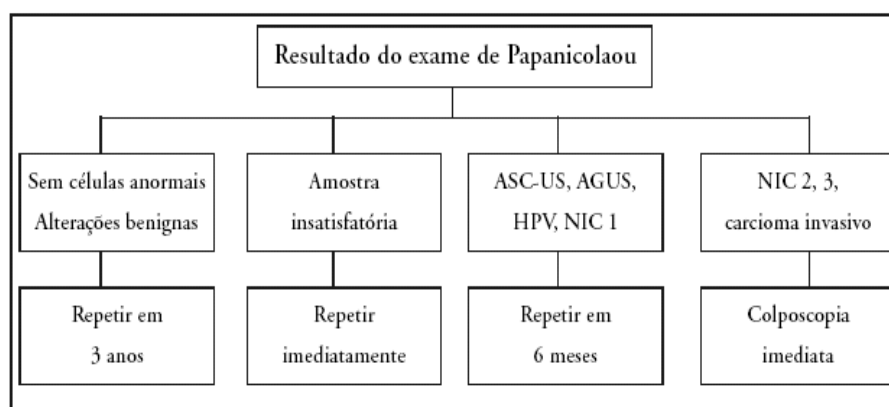 Resultado do exame de Papanicolaou
Sem células anormais
Alterações benignas
Amostra
insatisfatória
ASC-US, AGUS,
HPV, NIC 1
NIC 2, 3,
carcioma invasivo
Repetir em
3 anos
Repetir
imediatamente
Repetir em
6 meses
Colposcopia
imediata